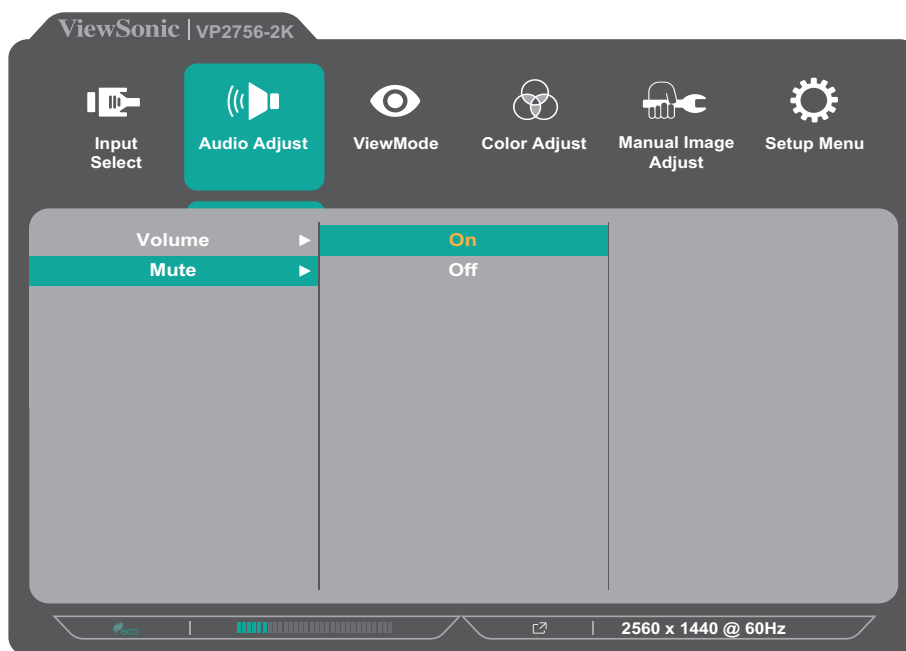 ViewSonic | VP2756-2K
Input Select
Audio Adjust
ViewMode
Color Adjust
Manual Image Adjust
Setup Menu
Volume
On
Mute
Off
eco
2560 x 1440 @ 60Hz